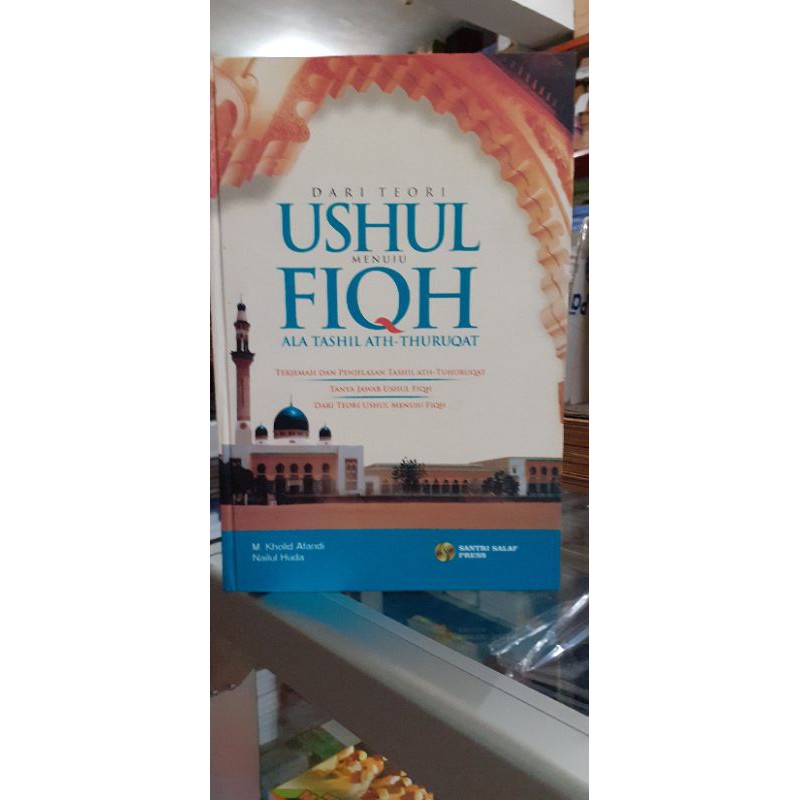 DARI TEORI
USHUL
MENUJU
FIQH
ALA TASHIL ATH-THURUQAT
TERJEMAH DAN PENJELASAN TASHIL ATH-TUHURUQAT
TANYA JAWAB USHUL FIQH
DARI TEORI USHUL MENUJU FIQH
M. Kholid Afandi
Nailul Huda
SANTRI SALAF
PRESS